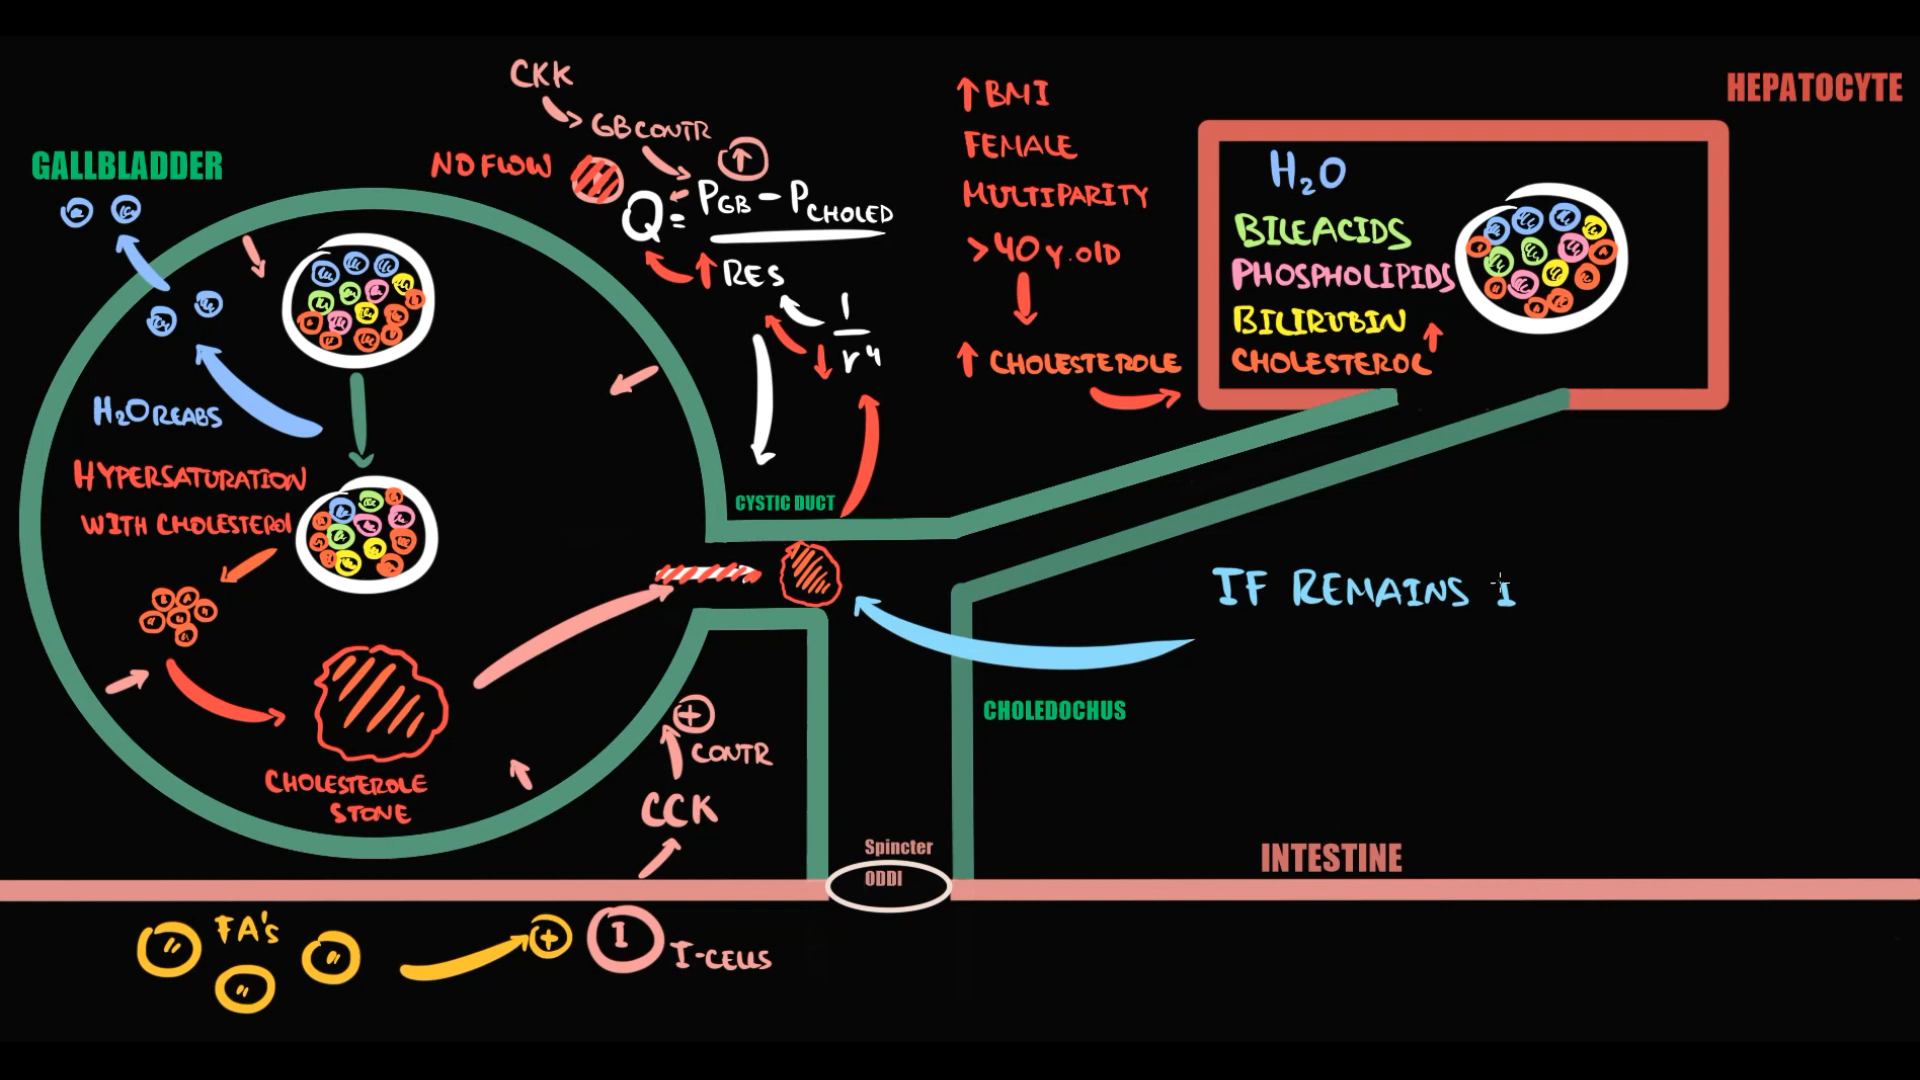 HEPATOCYTE
GALLBLADDER
CKK
GB CONTR
NO FLOW
↑
Q = PGB - PCHOLED
↑ RES
1
↓ r4
↑ BMI
FEMALE
MULTIPARITY
> 40 y.old
↑ CHOLESTEROLE
H2O
BILEACIDS
PHOSPHOLIPIDS
BILIRUBIN
CHOLESTEROL ↑
H2O REABS
HYPERSATURATION
WITH CHOLESTEROL
CHOLESTEROLE
STONE
CYSTIC DUCT
IF REMAINS I
CHOLEDOCHUS
+
CONTR
CCK
Spincter
ODDI
INTESTINE
FA's
+
I
I-CELLS